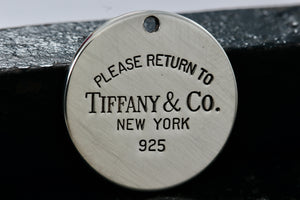 PLEASE RETURN TO
TIFFANY & CO.
NEW YORK
925